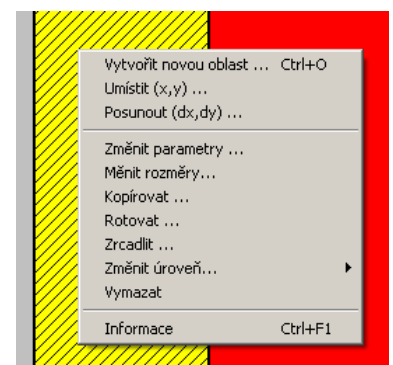 Vytvořit novou oblast ... Ctrl+O
Umístit (x,y) ...
Posunout (dx,dy) ...
Změnit parametry ...
Měnit rozměry...
Kopírovat ...
Rotovat ...
Zrcadlit ...
Změnit úroveň...
Vymazat
Informace Ctrl+F1